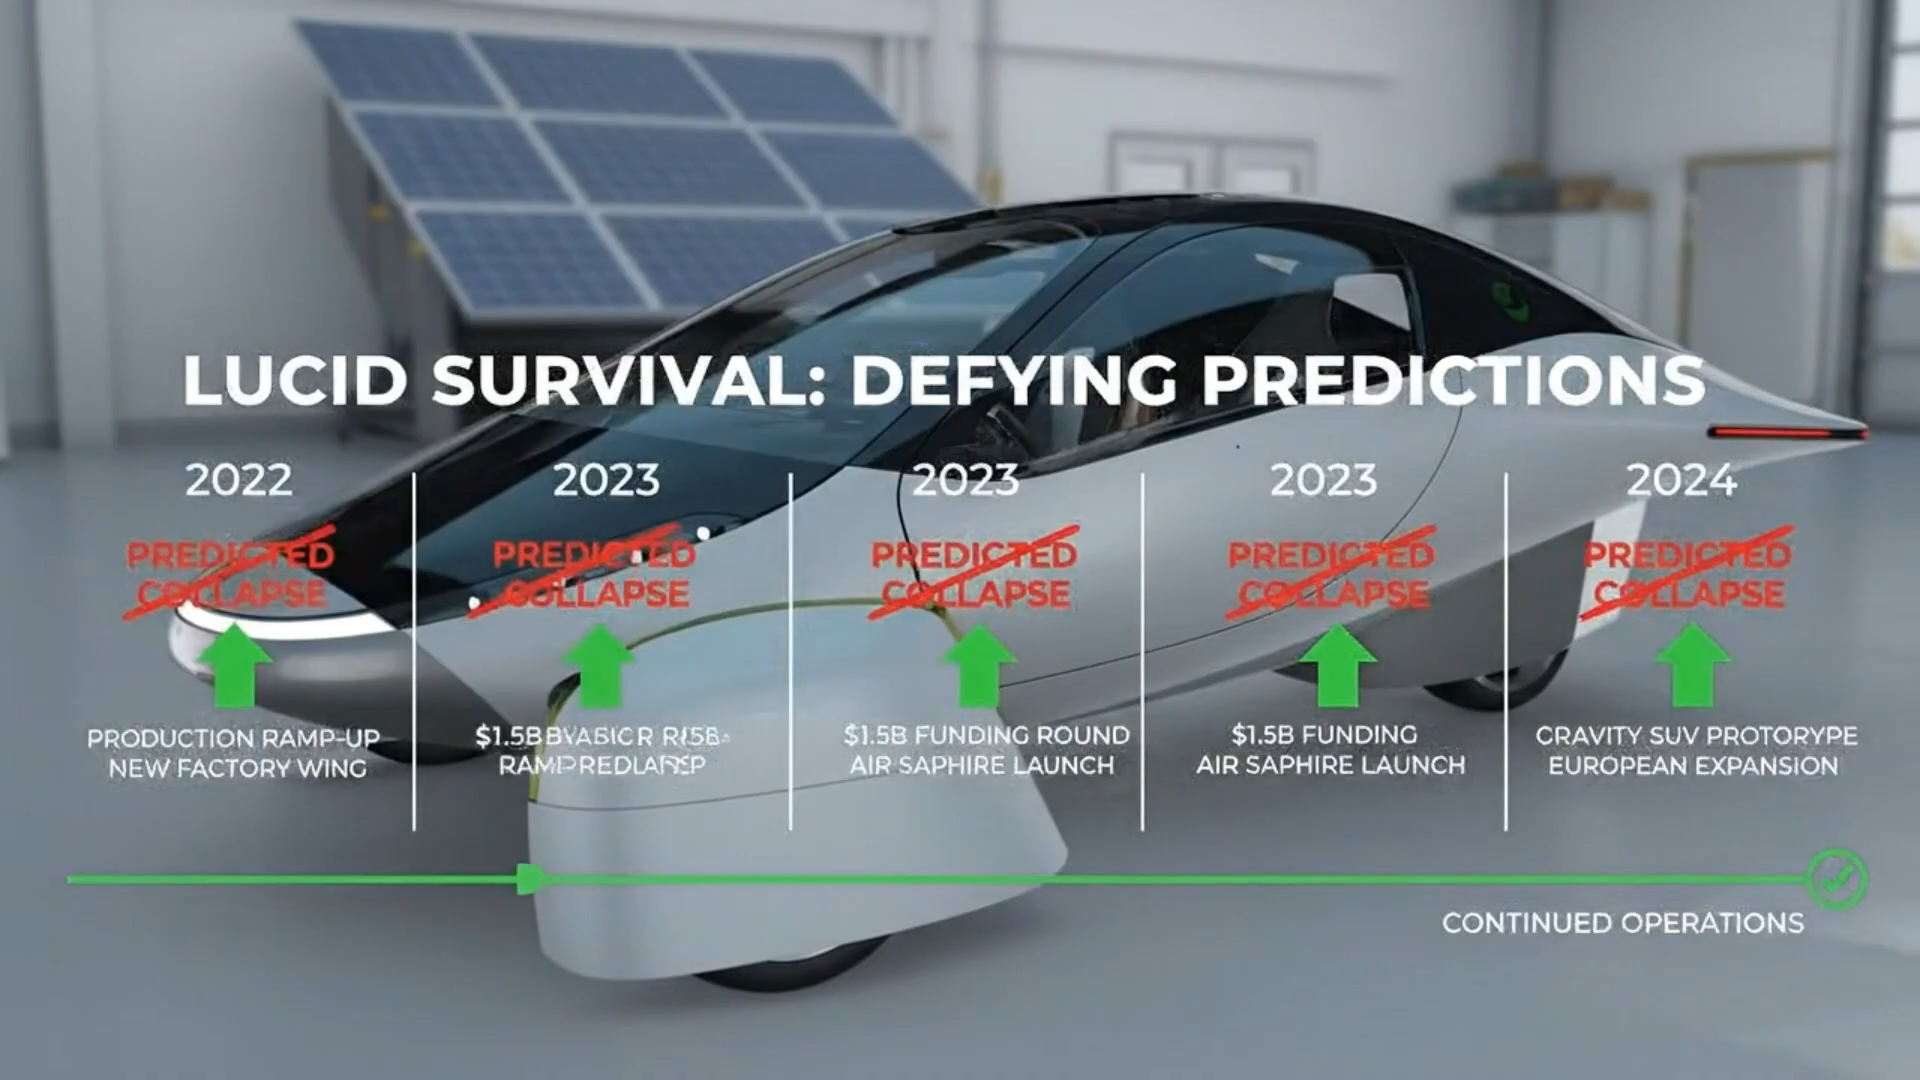 LUCID SURVIVAL: DEFYING PREDICTIONS
2022
PREDICTED
COLLAPSE
PRODUCTION RAMP-UP
NEW FACTORY WING
2023
PREDICTED
COLLAPSE
$1.5B
2023
PREDICTED
COLLAPSE
$1.5B FUNDING ROUND
AIR SAPHIRE LAUNCH
2023
PREDICTED
COLLAPSE
$1.5B FUNDING
AIR SAPHIRE LAUNCH
2024
PREDICTED
COLLAPSE
CRAVITY SUV PROTORYPE
EUROPEAN EXPANSION
CONTINUED OPERATIONS